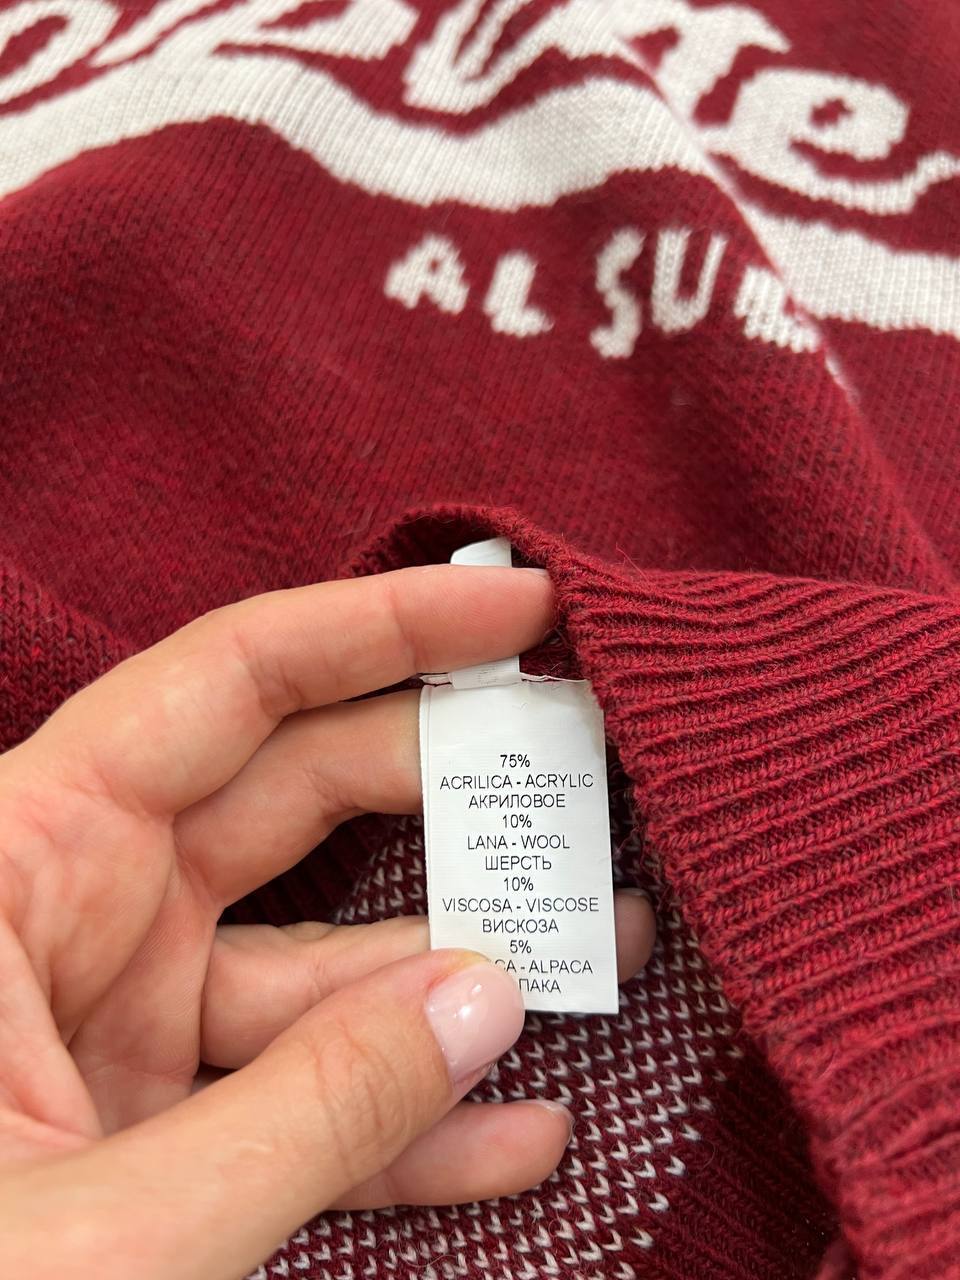 AL SU
75%
ACRILICA - ACRYLIC
АКРИЛОВОЕ
10%
LANA - WOOL
ШЕРСТЬ
10%
VISCOSA - VISCOSE
ВИСКОЗА
5%
- ALPACA